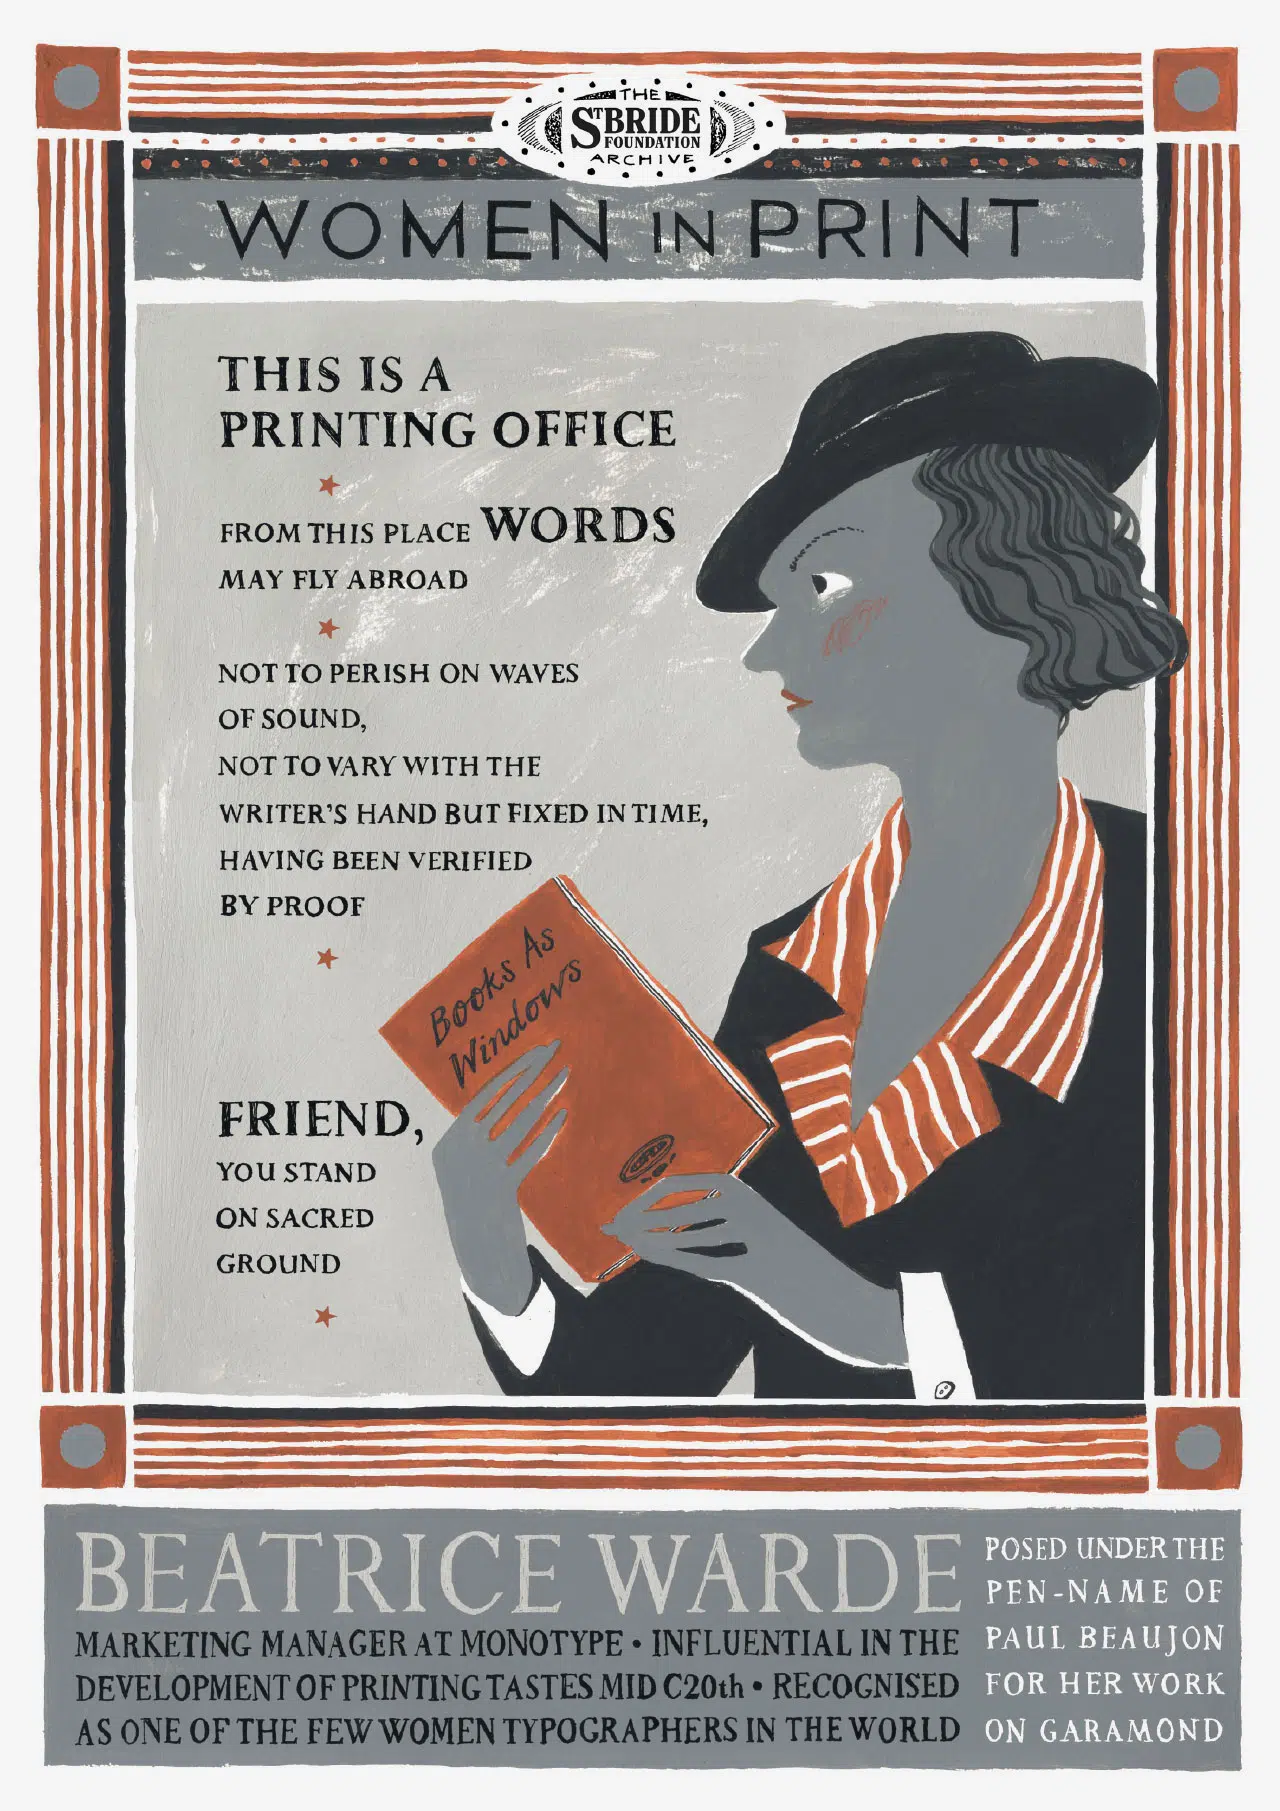 THE
ST BRIDE
FOUNDATION
ARCHIVE
WOMEN IN PRINT
THIS IS A
PRINTING OFFICE
FROM THIS PLACE WORDS
MAY FLY ABROAD
NOT TO PERISH ON WAVES
OF SOUND,
NOT TO VARY WITH THE
WRITER'S HAND BUT FIXED IN TIME,
HAVING BEEN VERIFIED
BY PROOF
Books As
Windows
FRIEND,
YOU STAND
ON SACRED
GROUND
BEATRICE WARDE
MARKETING MANAGER AT MONOTYPE • INFLUENTIAL IN THE
DEVELOPMENT OF PRINTING TASTES MID C20th • RECOGNISED
AS ONE OF THE FEW WOMEN TYPOGRAPHERS IN THE WORLD
POSED UNDER THE
PEN-NAME OF
PAUL BEAUJON
FOR HER WORK
ON GARAMOND